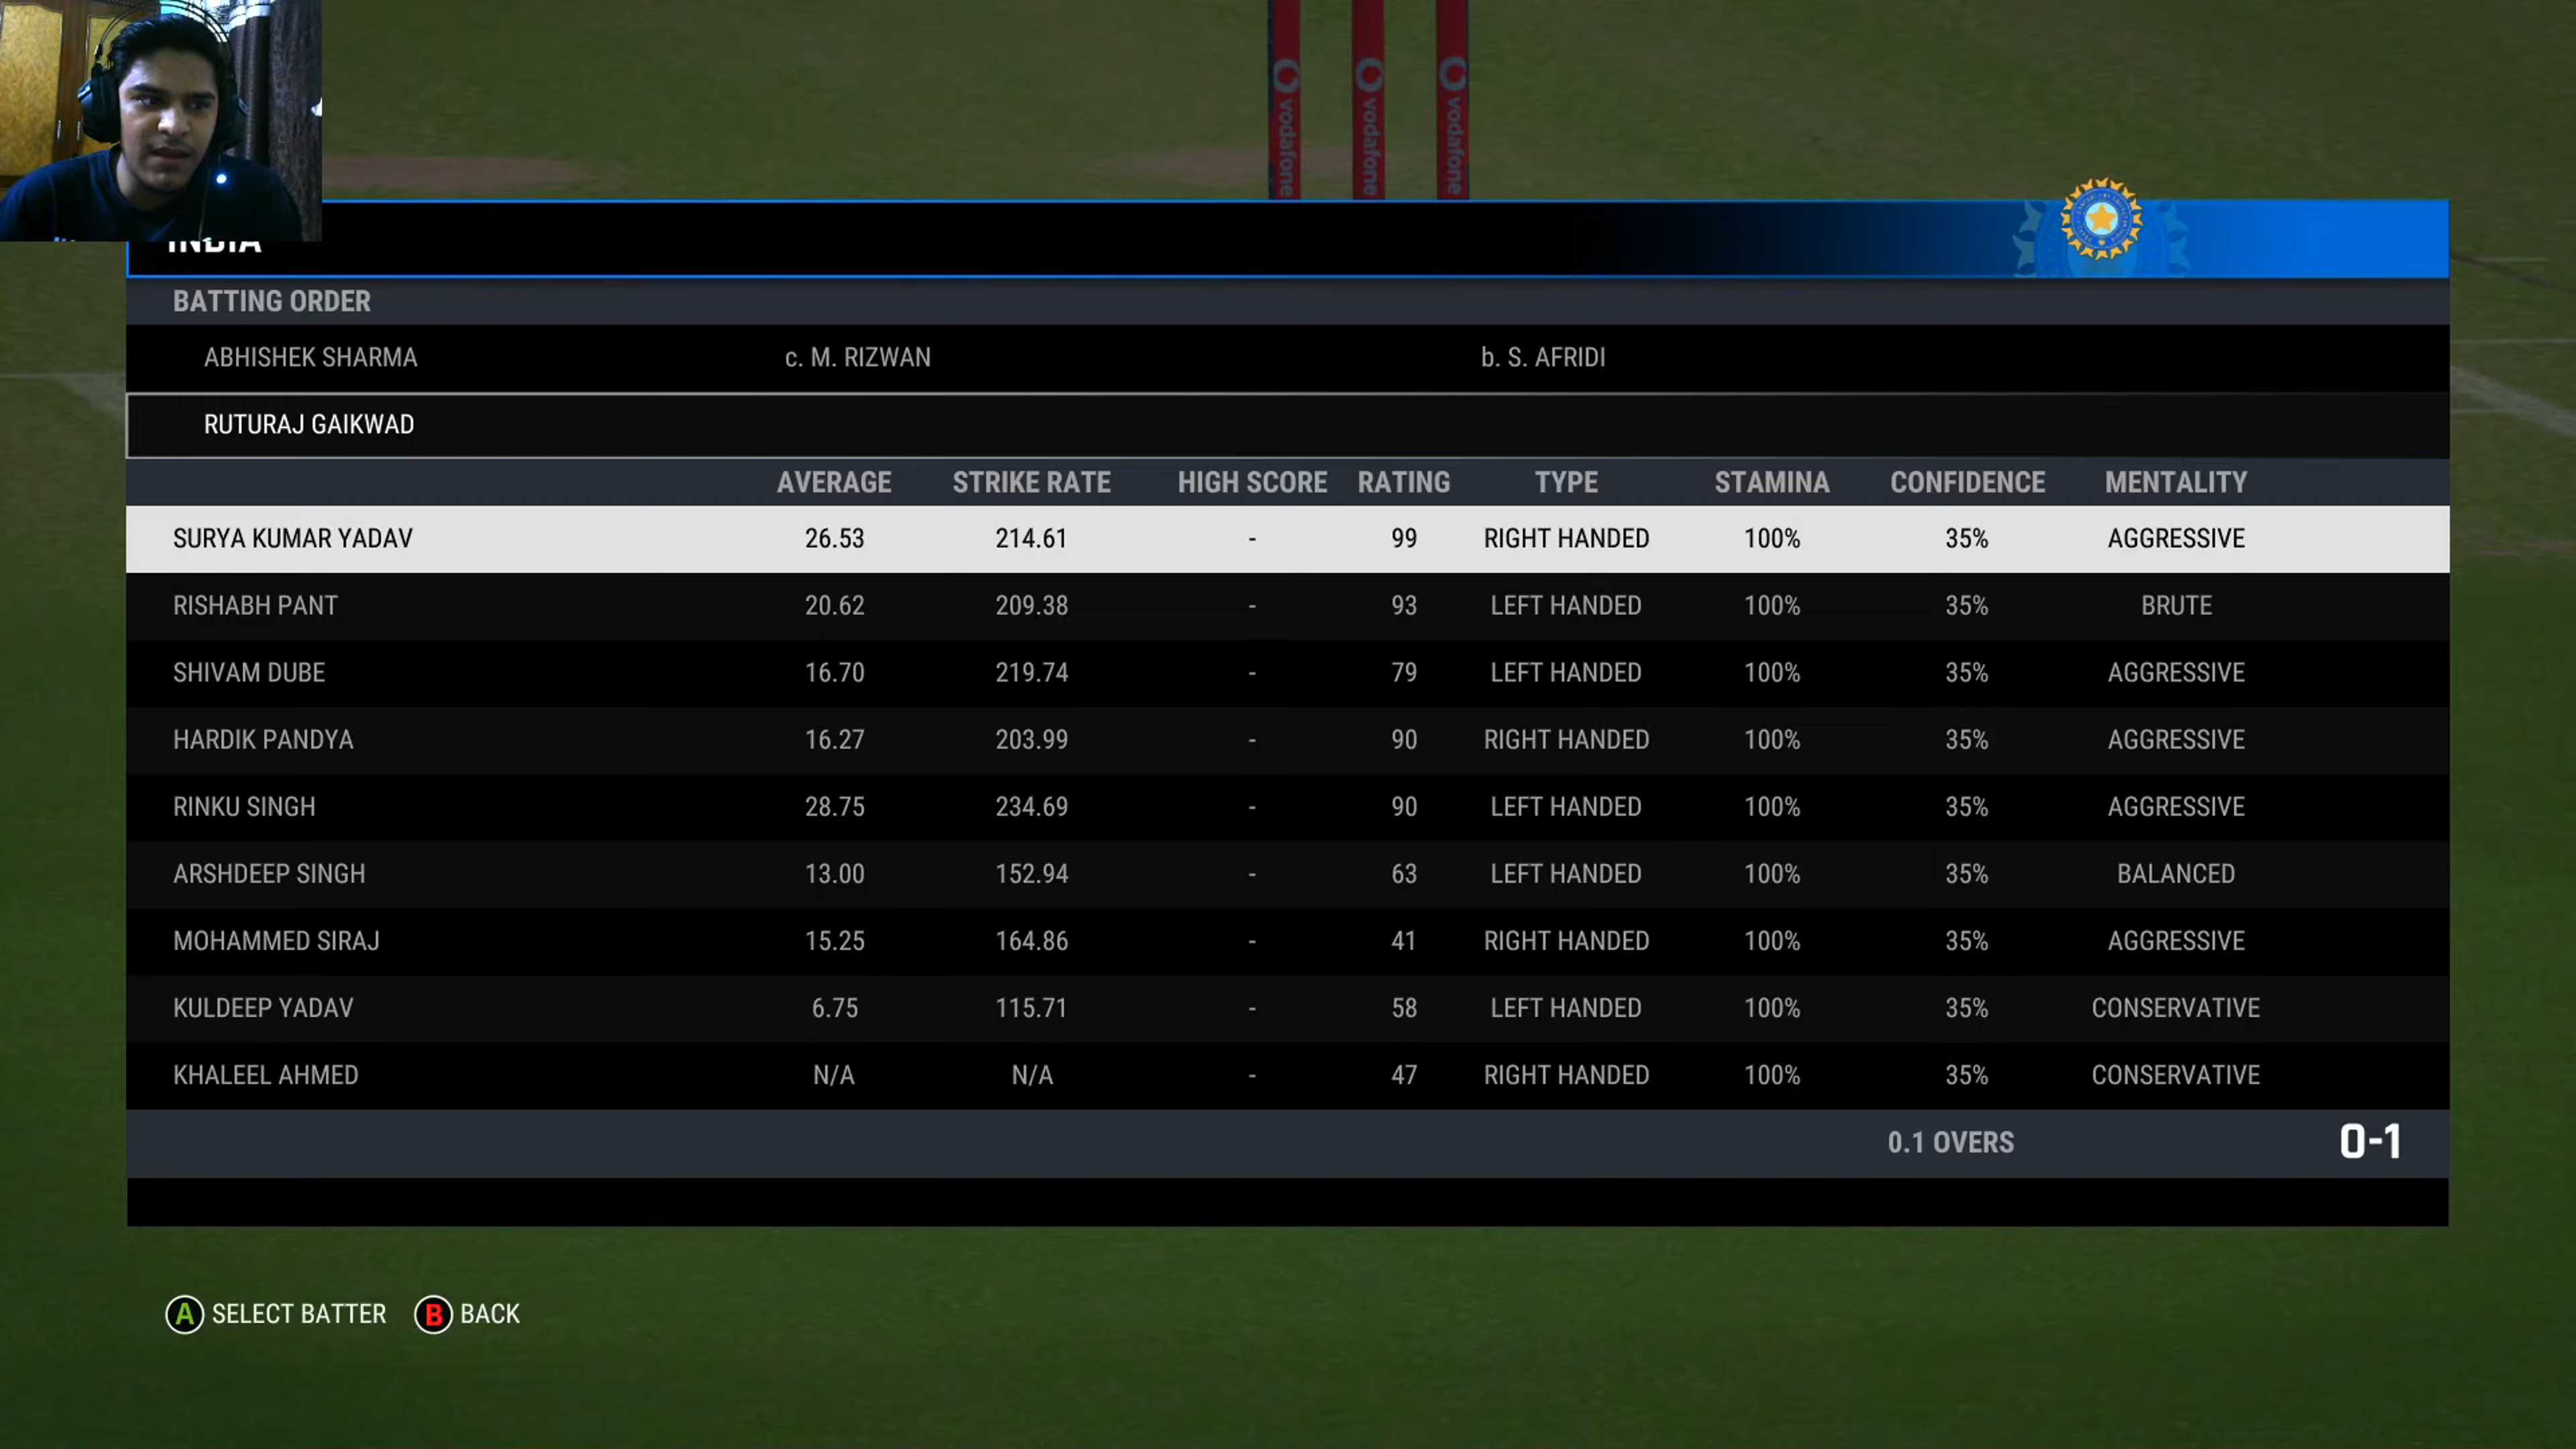 vodafone vodafone vodafone
INDIA
BATTING ORDER
ABHISHEK SHARMA c. M. RIZWAN b. S. AFRIDI
RUTURAJ GAIKWAD
AVERAGE STRIKE RATE HIGH SCORE RATING TYPE STAMINA CONFIDENCE MENTALITY
SURYA KUMAR YADAV 26.53 214.61 - 99 RIGHT HANDED 100% 35% AGGRESSIVE
RISHABH PANT 20.62 209.38 - 93 LEFT HANDED 100% 35% BRUTE
SHIVAM DUBE 16.70 219.74 - 79 LEFT HANDED 100% 35% AGGRESSIVE
HARDIK PANDYA 16.27 203.99 - 90 RIGHT HANDED 100% 35% AGGRESSIVE
RINKU SINGH 28.75 234.69 - 90 LEFT HANDED 100% 35% AGGRESSIVE
ARSHDEEP SINGH 13.00 152.94 - 63 LEFT HANDED 100% 35% BALANCED
MOHAMMED SIRAJ 15.25 164.86 - 41 RIGHT HANDED 100% 35% AGGRESSIVE
KULDEEP YADAV 6.75 115.71 - 58 LEFT HANDED 100% 35% CONSERVATIVE
KHALEEL AHMED N/A N/A - 47 RIGHT HANDED 100% 35% CONSERVATIVE
0.1 OVERS 0-1
A SELECT BATTER B BACK